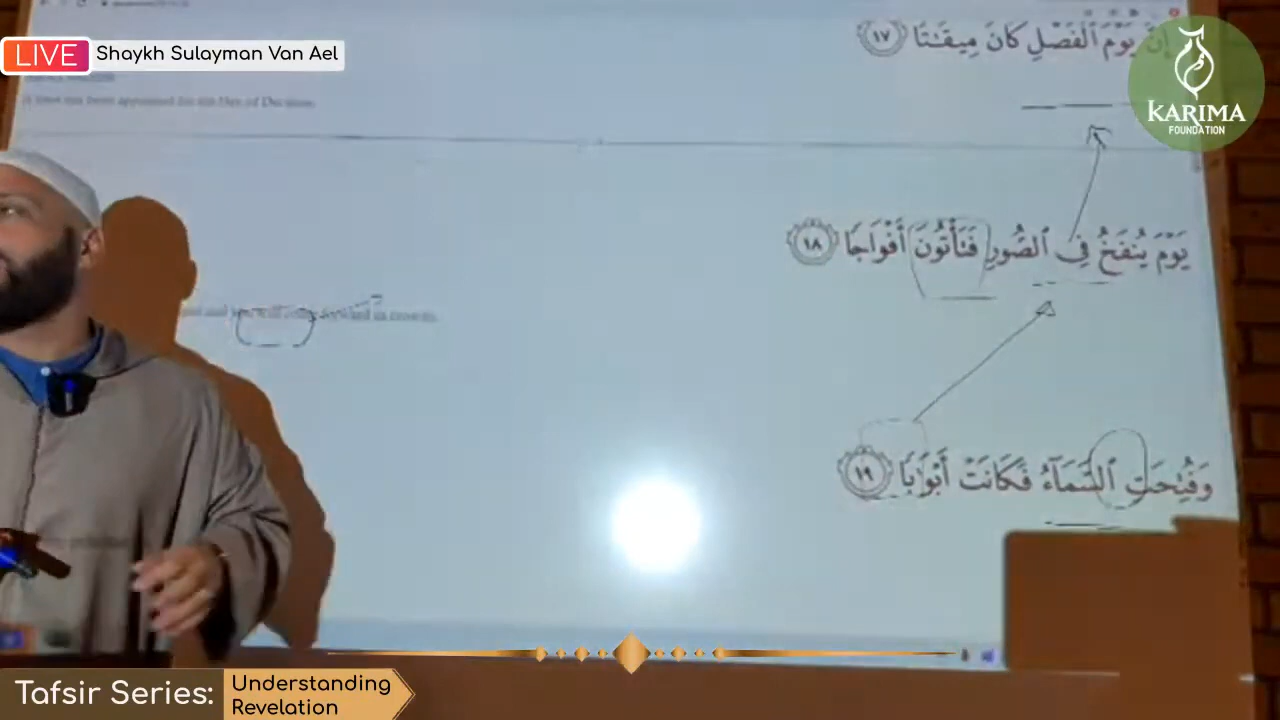 LIVE Shaykh Sulayman Van Ael
إِنَّ يَوْمَ ٱلْفَصْلِ كَانَ مِيقَـٰتًا ١٧
KARIMA
FOUNDATION
يَوْمَ يُنفَخُ فِى ٱلصُّورِ فَتَأْتُونَ أَفْوَاجًا ١٨
وَفُتِحَتِ ٱلسَّمَآءُ فَكَانَتْ أَبْوَٰبًا ١٩
Tafsir Series: Understanding
Revelation